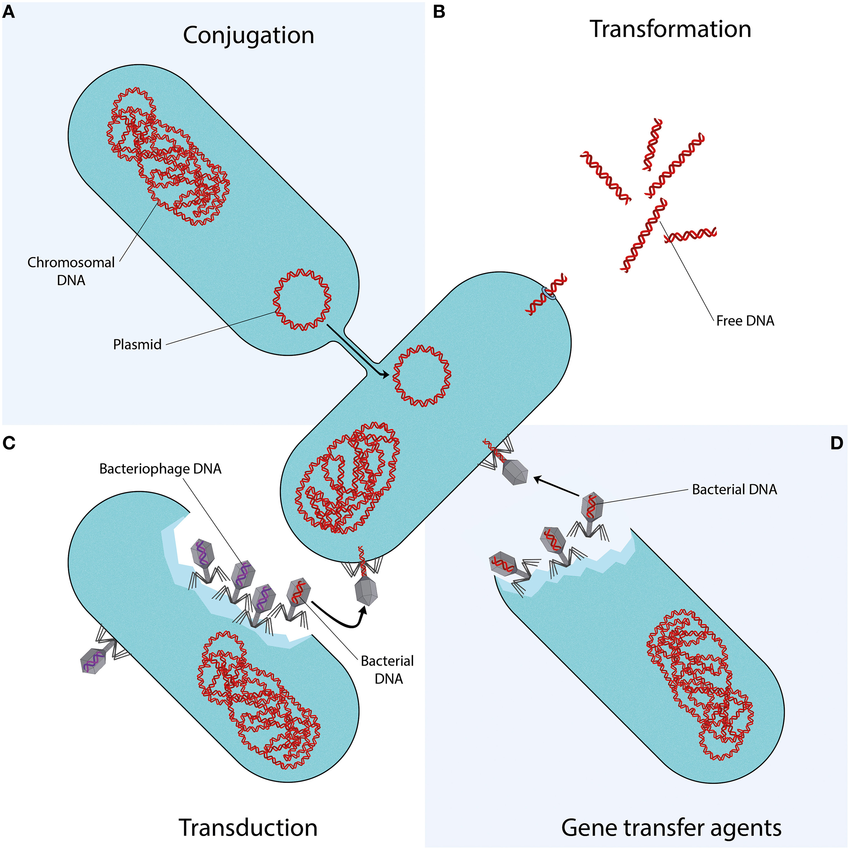 A
Conjugation
B
Transformation
Chromosomal
DNA
Plasmid
Free DNA
C
Bacteriophage DNA
Bacterial
DNA
Transduction
D
Bacterial DNA
Gene transfer agents